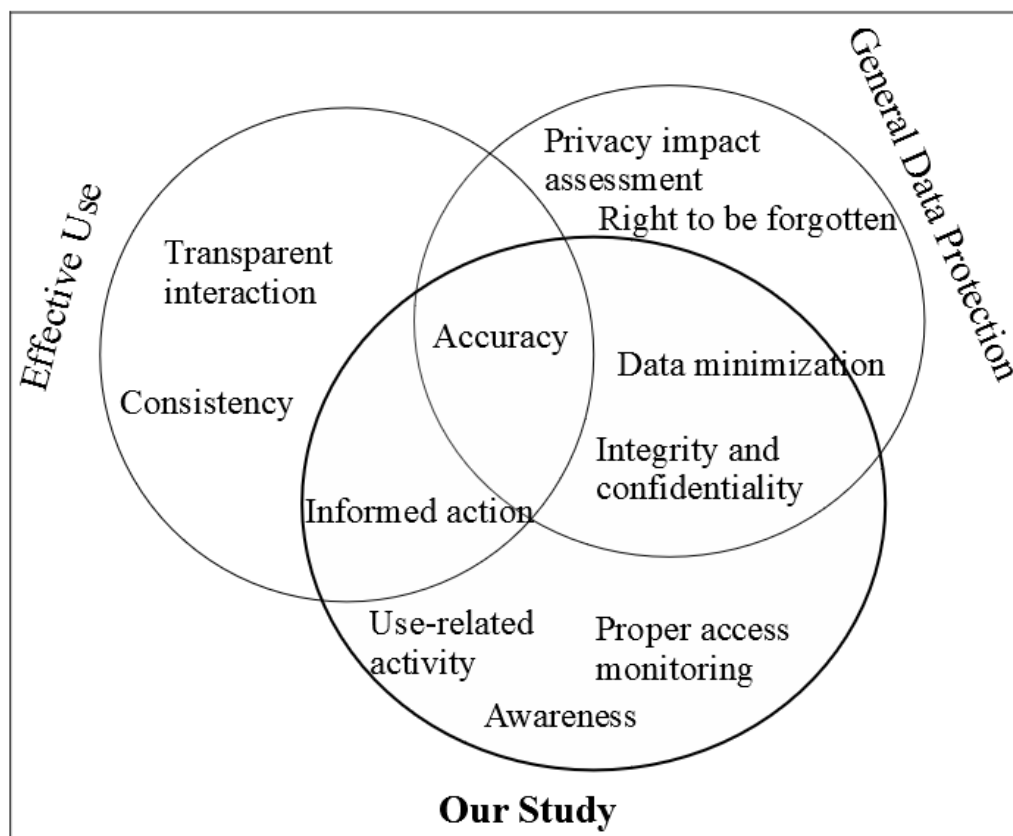 General Data Protection
Privacy impact
assessment
Right to be forgotten
Effective Use
Transparent
interaction
Accuracy
Data minimization
Consistency
Integrity and
confidentiality
Informed action
Use-related
activity
Proper access
monitoring
Awareness
Our Study